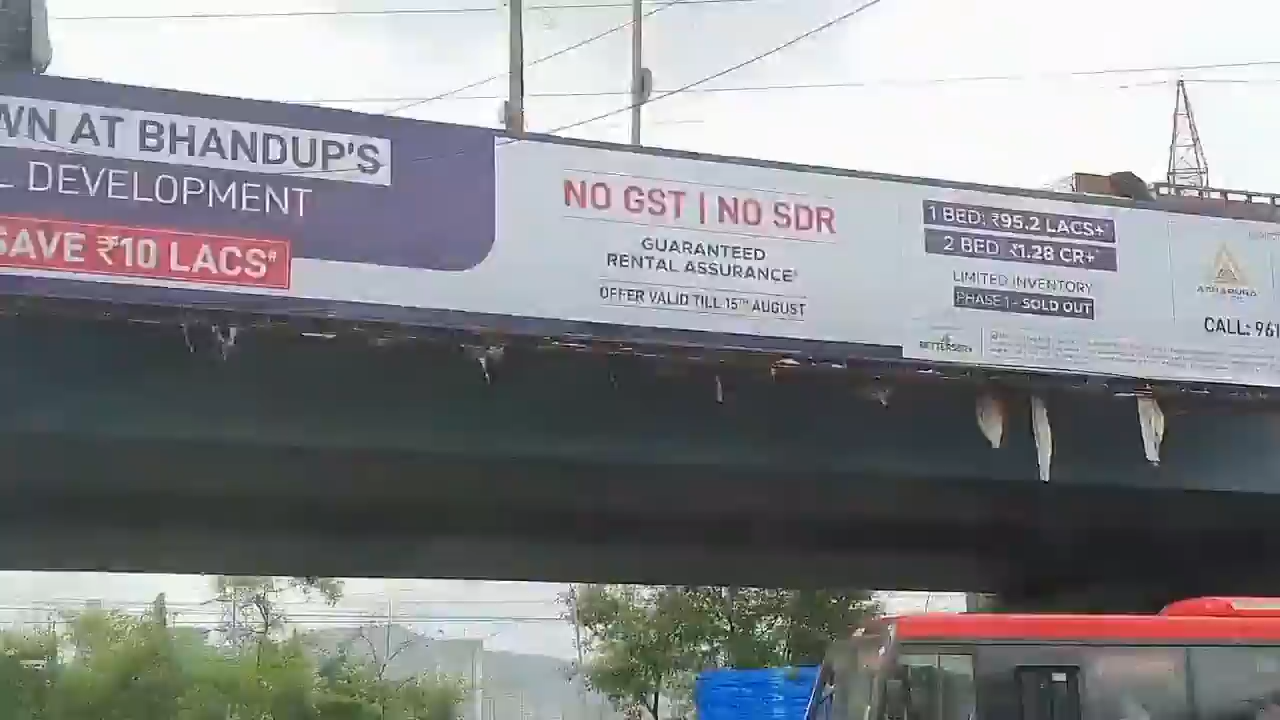 WN AT BHANDUP'S
L DEVELOPMENT
SAVE ₹10 LACS#
NO GST | NO SDR
GUARANTEED
RENTAL ASSURANCE*
OFFER VALID TILL 15TH AUGUST
1 BED: ₹95.2 LACS+*
2 BED: ₹1.28 CR+*
LIMITED INVENTORY
PHASE 1 - SOLD OUT
CALL: 961